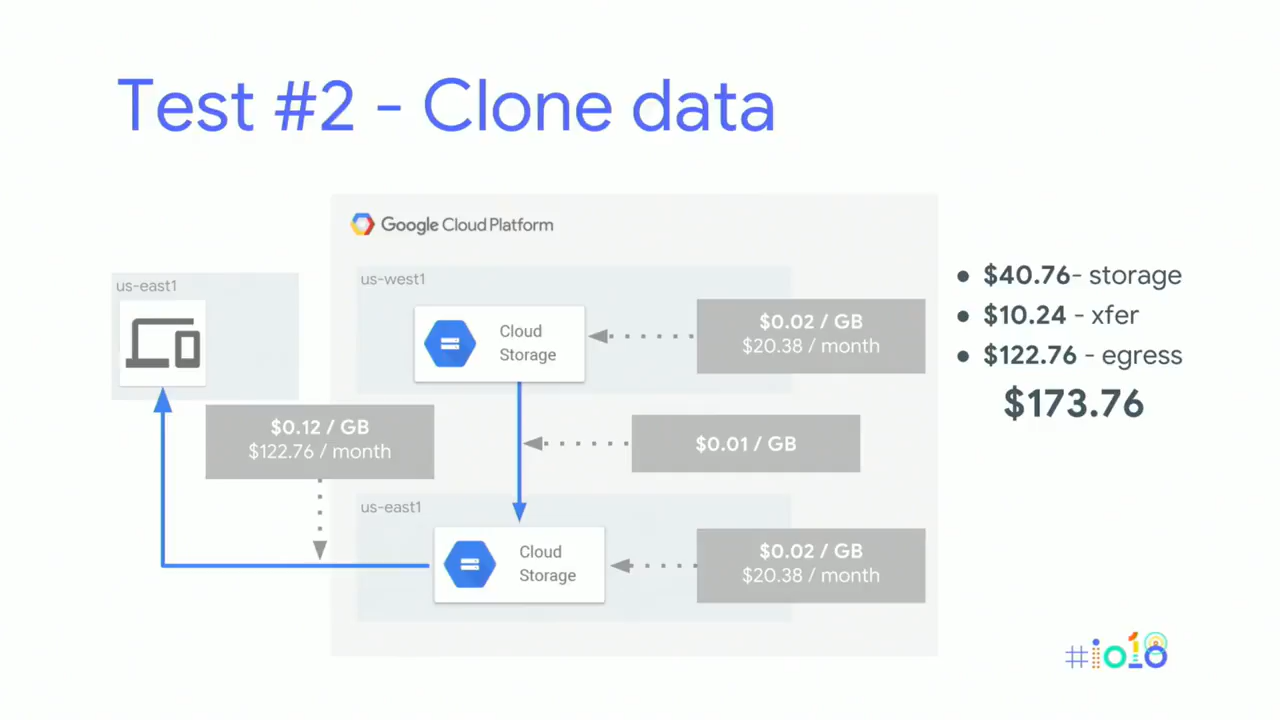 Test #2 - Clone data
Google Cloud Platform
us-east1
us-west1
Cloud
Storage
$0.02 / GB
$20.38 / month
$0.12 / GB
$122.76 / month
$0.01 / GB
us-east1
Cloud
Storage
$0.02 / GB
$20.38 / month
• $40.76- storage
• $10.24 - xfer
• $122.76 - egress
$173.76
#io18